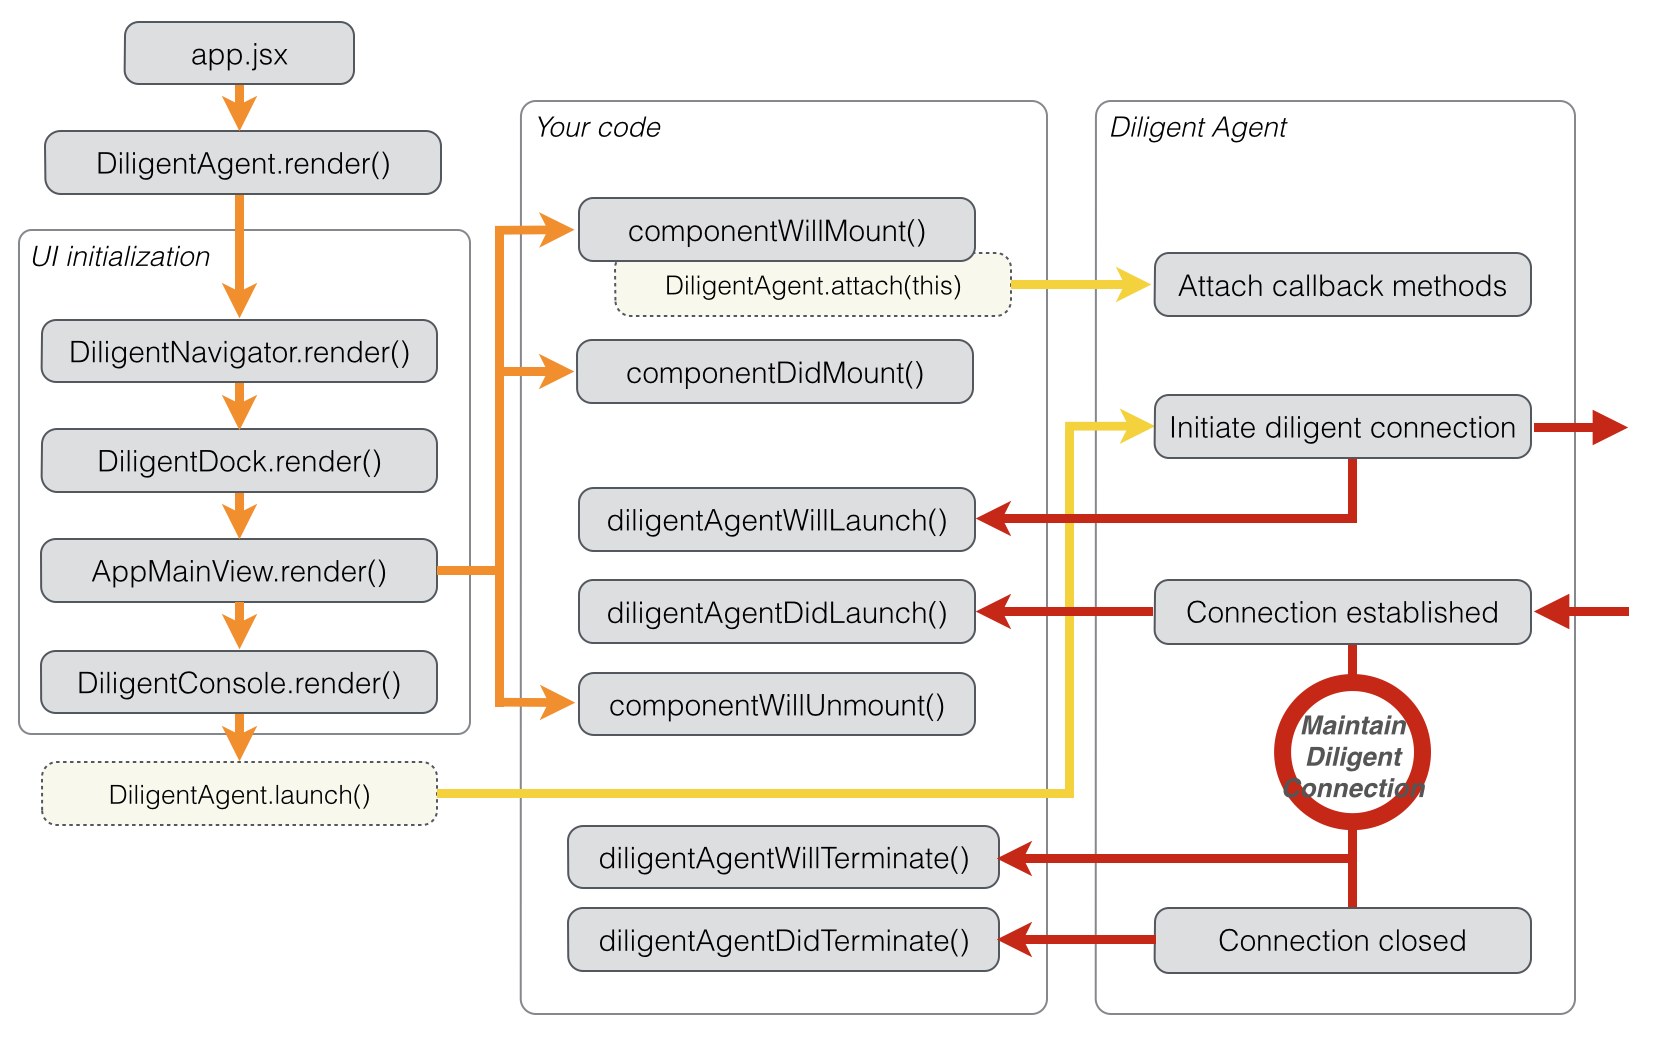 app.jsx
DiligentAgent.render()
UI initialization
DiligentNavigator.render()
DiligentDock.render()
AppMainView.render()
DiligentConsole.render()
DiligentAgent.launch()
Your code
componentWillMount()
DiligentAgent.attach(this)
componentDidMount()
diligentAgentWillLaunch()
diligentAgentDidLaunch()
componentWillUnmount()
diligentAgentWillTerminate()
diligentAgentDidTerminate()
Diligent Agent
Attach callback methods
Initiate diligent connection
Connection established
Maintain
Diligent
Connection
Connection closed